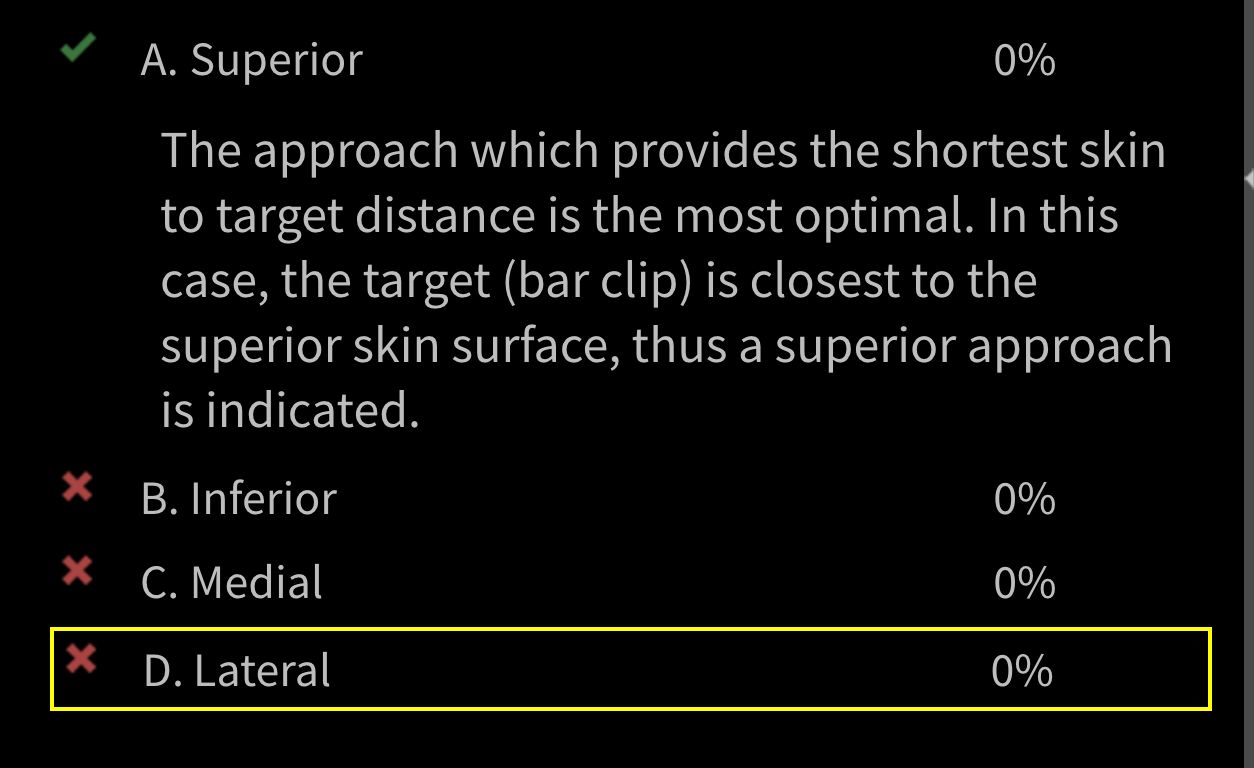 A. Superior 0%
The approach which provides the shortest skin
to target distance is the most optimal. In this
case, the target (bar clip) is closest to the
superior skin surface, thus a superior approach
is indicated.
B. Inferior 0%
C. Medial 0%
D. Lateral 0%